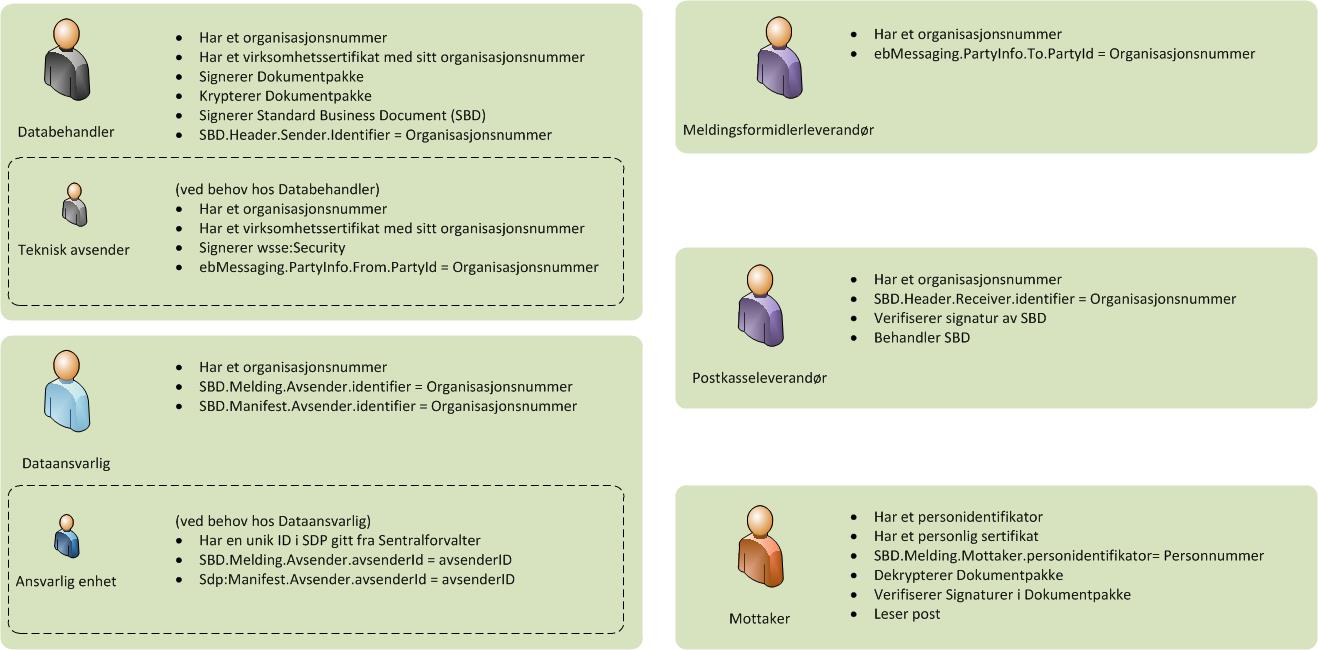 Databehandler
• Har et organisasjonsnummer
• Har et virksomhetssertifikat med sitt organisasjonsnummer
• Signerer Dokumentpakke
• Krypterer Dokumentpakke
• Signerer Standard Business Document (SBD)
• SBD.Header.Sender.Identifier = Organisasjonsnummer
Teknisk avsender
(ved behov hos Databehandler)
• Har et organisasjonsnummer
• Har et virksomhetssertifikat med sitt organisasjonsnummer
• Signerer wsse:Security
• ebMessaging.PartyInfo.From.PartyId = Organisasjonsnummer
Dataansvarlig
• Har et organisasjonsnummer
• SBD.Melding.Avsender.identifier = Organisasjonsnummer
• SBD.Manifest.Avsender.identifier = Organisasjonsnummer
Ansvarlig enhet
(ved behov hos Dataansvarlig)
• Har en unik ID i SDP gitt fra Sentralforvalter
• SBD.Melding.Avsender.avsenderId = avsenderID
• Sdp:Manifest.Avsender.avsenderId = avsenderID
Meldingsformidlerleverandør
• Har et organisasjonsnummer
• ebMessaging.PartyInfo.To.PartyId = Organisasjonsnummer
Postkasseleverandør
• Har et organisasjonsnummer
• SBD.Header.Receiver.identifier = Organisasjonsnummer
• Verifiserer signatur av SBD
• Behandler SBD
Mottaker
• Har et personidentifikator
• Har et personlig sertifikat
• SBD.Melding.Mottaker.personidentifikator= Personnummer
• Dekrypterer Dokumentpakke
• Verifiserer Signaturer i Dokumentpakke
• Leser post